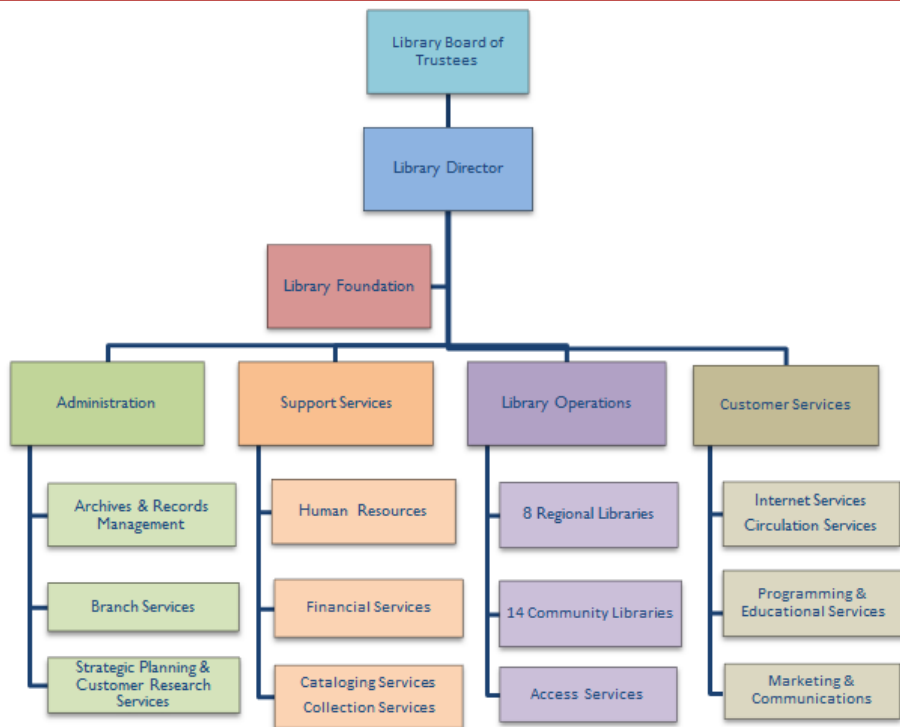 Library Board of
Trustees
Library Director
Library Foundation
Administration
Support Services
Library Operations
Customer Services
Archives & Records
Management
Branch Services
Strategic Planning &
Customer Research
Services
Human Resources
Financial Services
Cataloging Services
Collection Services
8 Regional Libraries
14 Community Libraries
Access Services
Internet Services
Circulation Services
Programming &
Educational Services
Marketing &
Communications